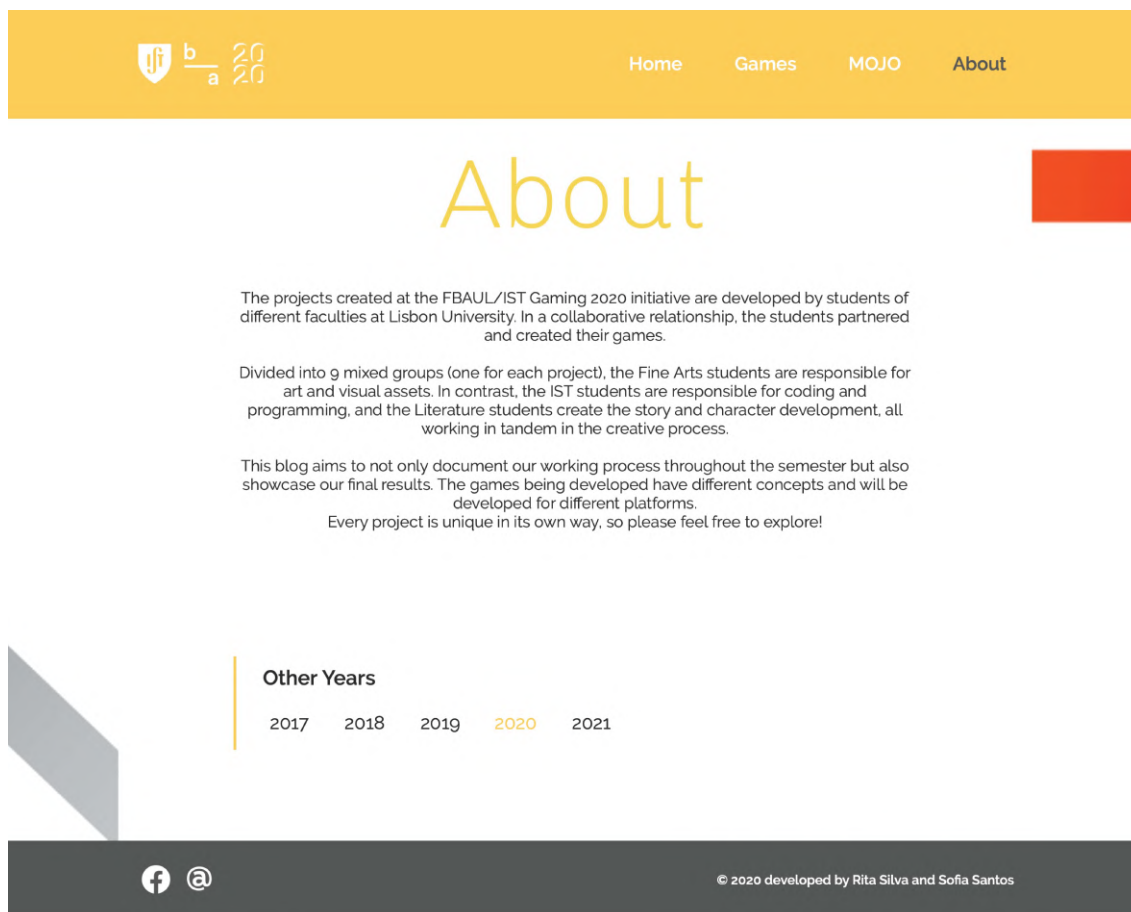 b
a
20
20
Home
Games
MOJO
About
About
The projects created at the FBAUL/IST Gaming 2020 initiative are developed by students of
different faculties at Lisbon University. In a collaborative relationship, the students partnered
and created their games.
Divided into 9 mixed groups (one for each project), the Fine Arts students are responsible for
art and visual assets. In contrast, the IST students are responsible for coding and
programming, and the Literature students create the story and character development, all
working in tandem in the creative process.
This blog aims to not only document our working process throughout the semester but also
showcase our final results. The games being developed have different concepts and will be
developed for different platforms.
Every project is unique in its own way, so please feel free to explore!
Other Years
2017 2018 2019 2020 2021
@
© 2020 developed by Rita Silva and Sofia Santos